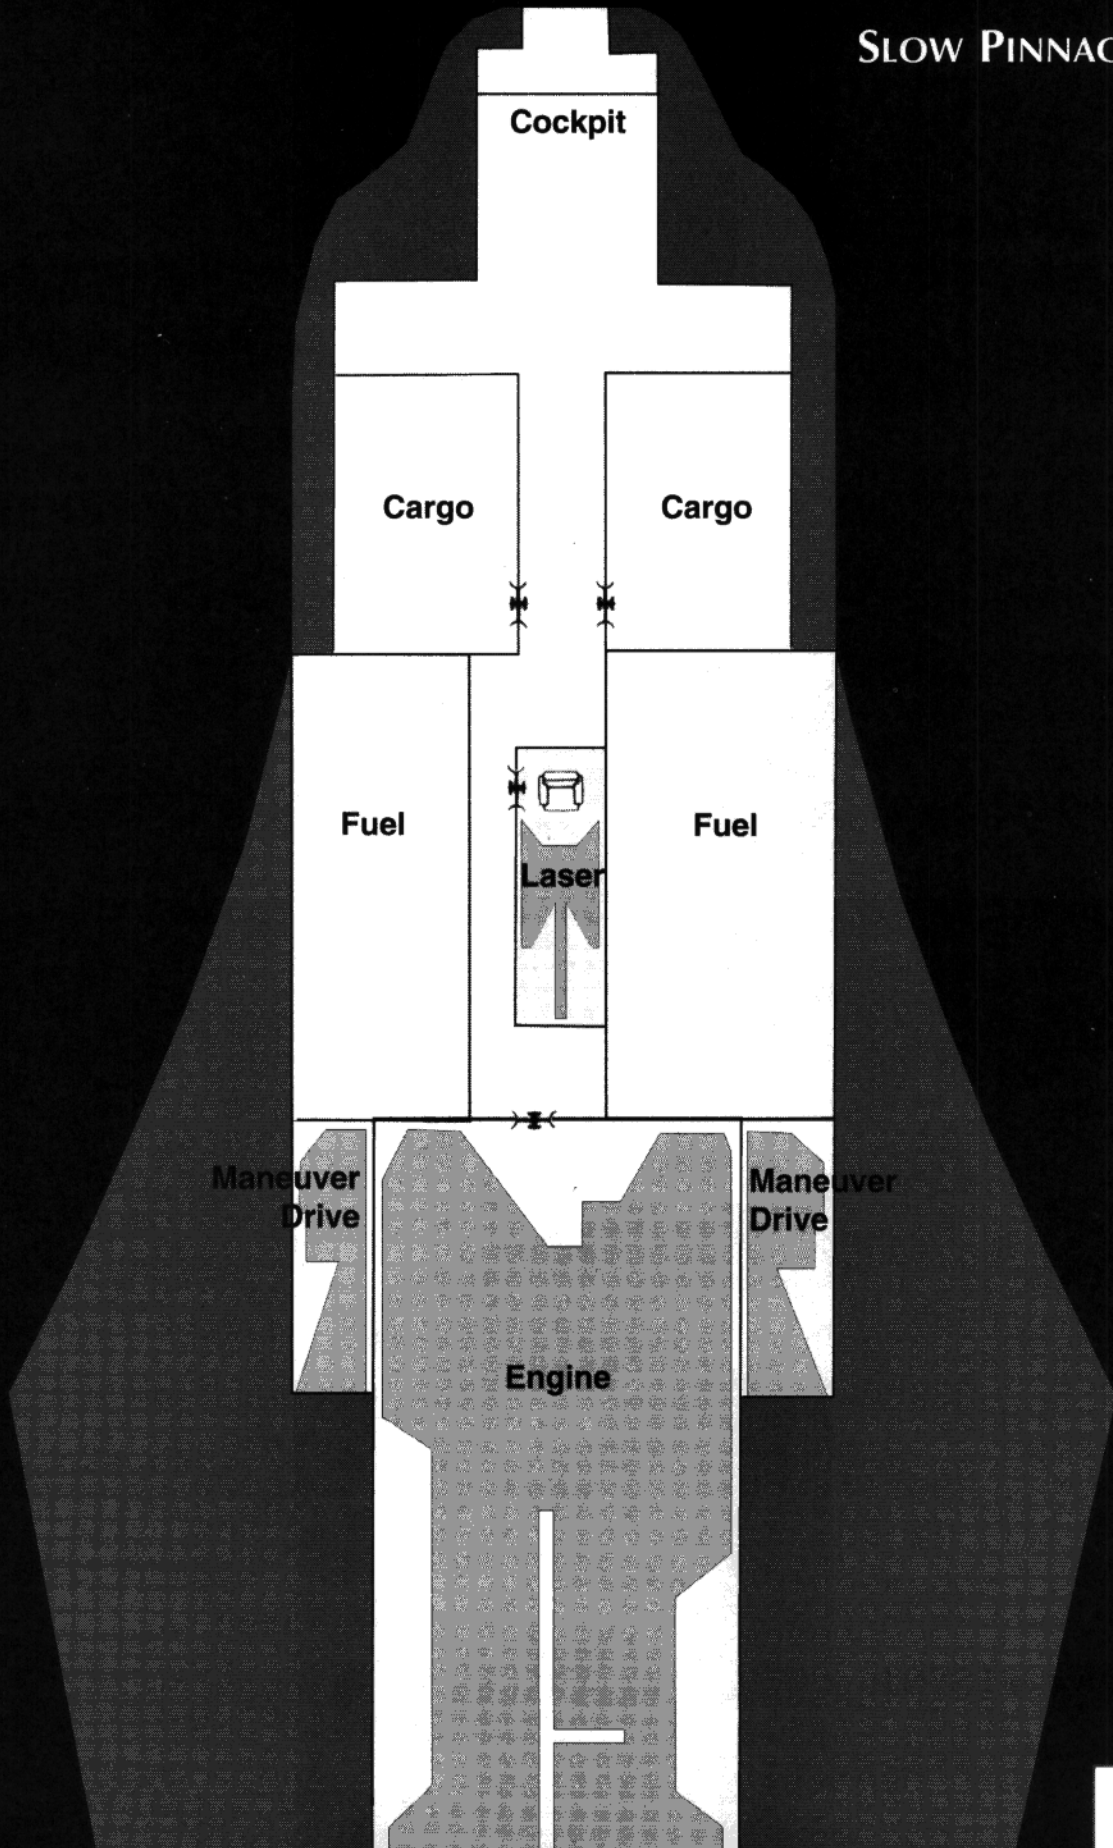 SLOW PINNAC
Cockpit
Cargo
Cargo
Fuel
Fuel
Laser
Maneuver
Drive
Maneuver
Drive
Engine